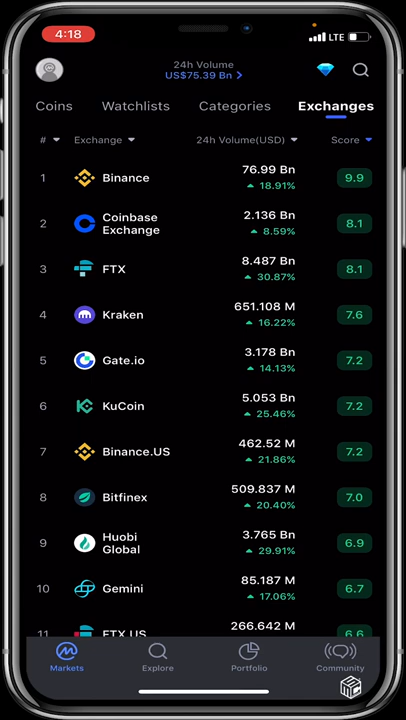 4:18
LTE
24h Volume
US$75.39 Bn >
Coins Watchlists Categories Exchanges
# Exchange 24h Volume(USD) Score
1 Binance 76.99 Bn 9.9
18.91%
2 Coinbase Exchange 2.136 Bn 8.1
8.59%
3 FTX 8.487 Bn 8.1
30.87%
4 Kraken 651.108 M 7.6
16.22%
5 Gate.io 3.178 Bn 7.2
14.13%
6 KuCoin 5.053 Bn 7.2
25.46%
7 Binance.US 462.52 M 7.2
21.86%
8 Bitfinex 509.837 M 7.0
20.40%
9 Huobi Global 3.765 Bn 6.9
29.91%
10 Gemini 85.187 M 6.7
17.06%
11 FTX US 266.642 M 6.6
Markets Explore Portfolio Community